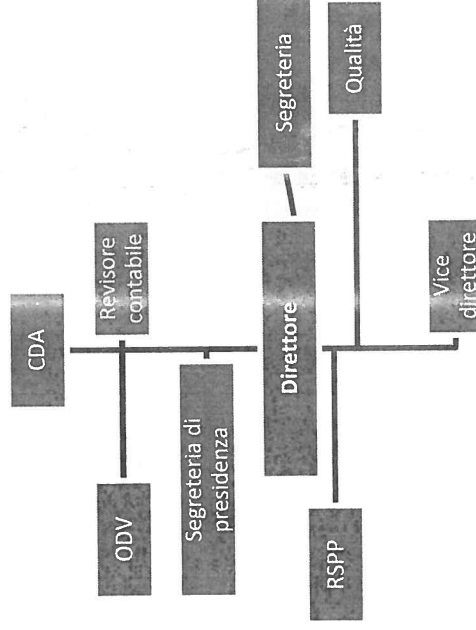 CDA
Revisore
contabile
ODV
Segreteria di
presidenza
Direttore
Segreteria
Qualità
RSPP
Vice
direttore